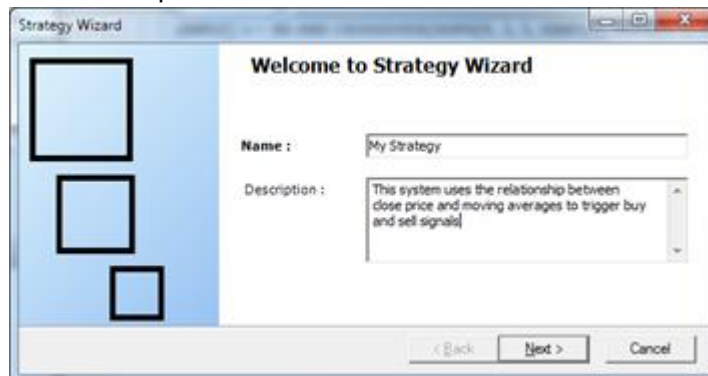 Strategy Wizard
Welcome to Strategy Wizard
Name :
My Strategy
Description :
This system uses the relationship between
close price and moving averages to trigger buy
and sell signals
< Back
Next >
Cancel